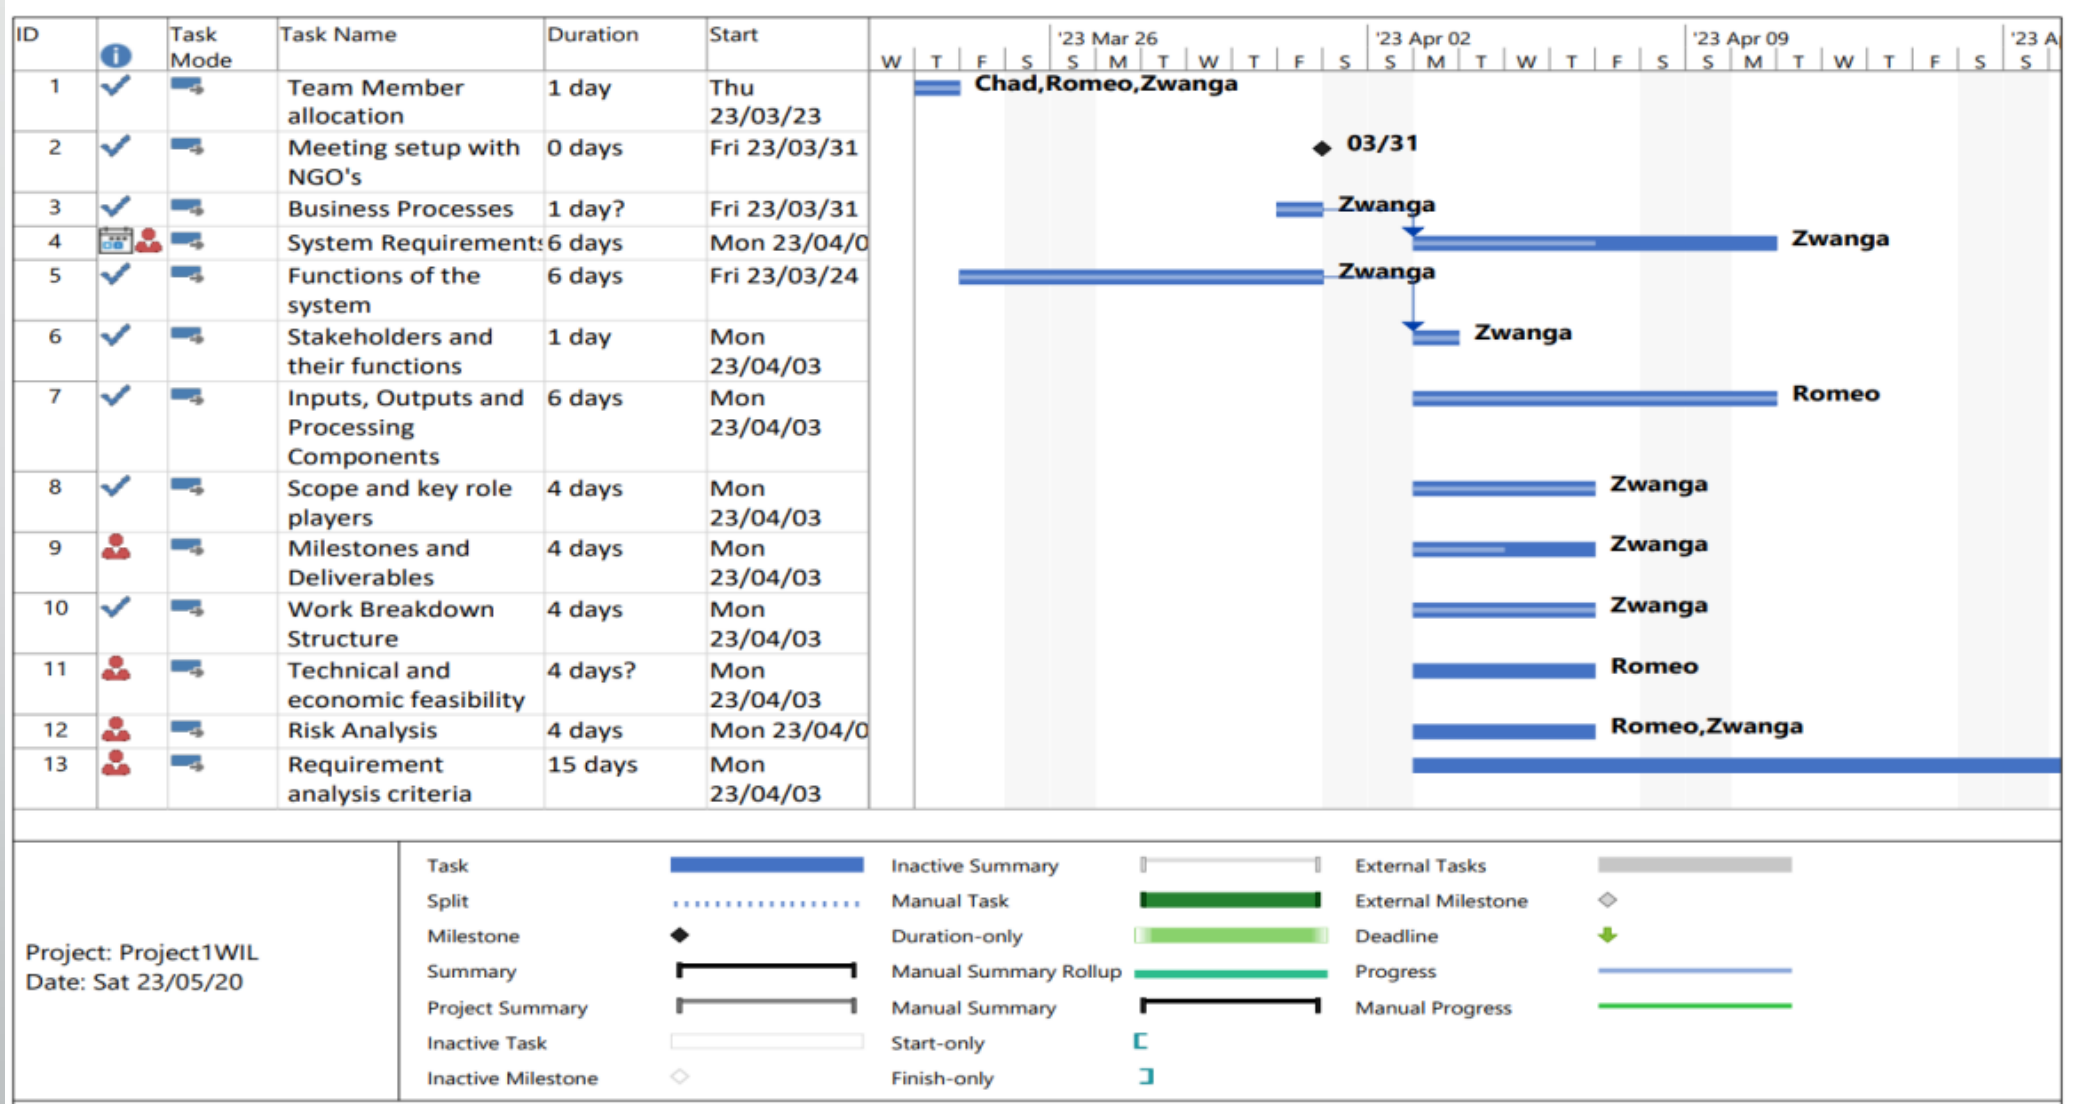 ID Task Mode Task Name Duration Start '23 Mar 26 '23 Apr 02 '23 Apr 09 '23 A
W T F S S M T W T F S S M T W T F S S M T W T F S S
1 Team Member allocation 1 day Thu 23/03/23 Chad,Romeo,Zwanga
2 Meeting setup with NGO's 0 days Fri 23/03/31 03/31
3 Business Processes 1 day? Fri 23/03/31 Zwanga
4 System Requirements 6 days Mon 23/04/0 Zwanga
5 Functions of the system 6 days Fri 23/03/24 Zwanga
6 Stakeholders and their functions 1 day Mon 23/04/03 Zwanga
7 Inputs, Outputs and Processing Components 6 days Mon 23/04/03 Romeo
8 Scope and key role players 4 days Mon 23/04/03 Zwanga
9 Milestones and Deliverables 4 days Mon 23/04/03 Zwanga
10 Work Breakdown Structure 4 days Mon 23/04/03 Zwanga
11 Technical and economic feasibility 4 days? Mon 23/04/03 Romeo
12 Risk Analysis 4 days Mon 23/04/0 Romeo,Zwanga
13 Requirement analysis criteria 15 days Mon 23/04/03
Project: Project1WIL
Date: Sat 23/05/20
Task Inactive Summary External Tasks
Split Manual Task External Milestone
Milestone Duration-only Deadline
Summary Manual Summary Rollup Progress
Project Summary Manual Summary Manual Progress
Inactive Task Start-only
Inactive Milestone Finish-only